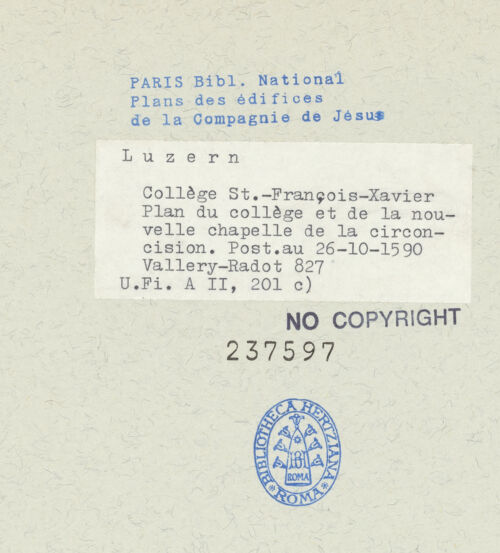 PARIS Bibl. National
Plans des édifices
de la Compagnie de Jésus
Luzern
Collège St.-François-Xavier
Plan du collège et de la nou-
velle chapelle de la circon-
cision. Post.au 26-10-1590
Vallery-Radot 827
U.Fi. A II, 201 c)
NO COPYRIGHT
237597
BIBLIOTHECA HERTZIANA
ROMA
ROMA